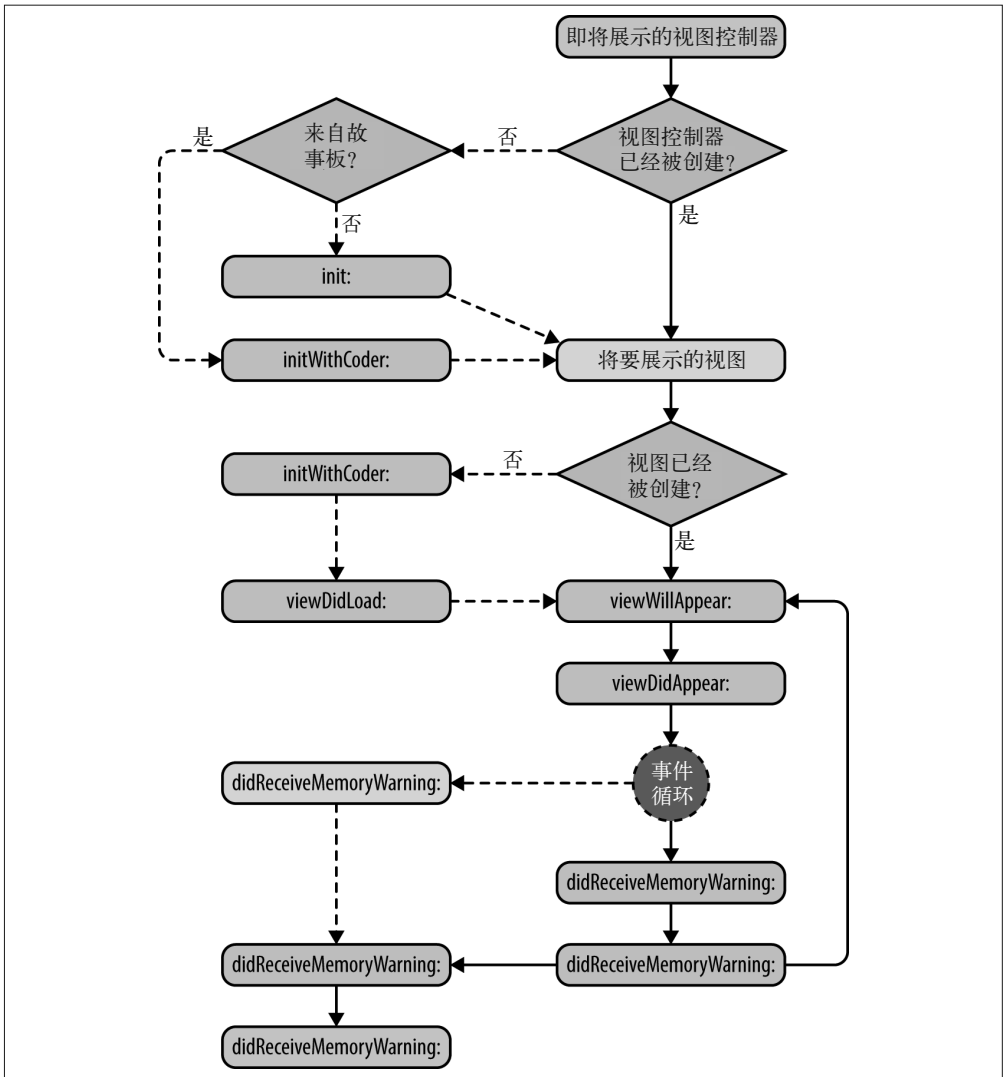 即将展示的视图控制器
视图控制器
已经被创建?
否
来自故
事板?
是
否
是
init:
initWithCoder:
将要展示的视图
视图已经
被创建?
否
initWithCoder:
是
viewDidLoad:
viewWillAppear:
viewDidAppear:
事件
循环
didReceiveMemoryWarning:
didReceiveMemoryWarning:
didReceiveMemoryWarning:
didReceiveMemoryWarning:
didReceiveMemoryWarning: